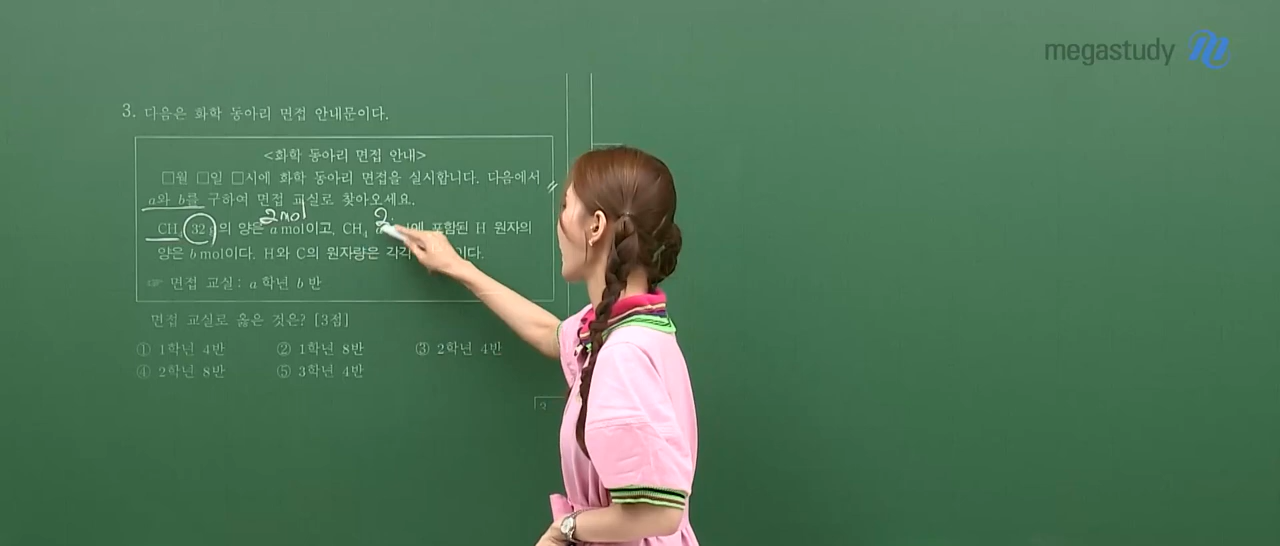 megastudy
3. 다음은 화학 동아리 면접 안내문이다.
<화학 동아리 면접 안내>
□월 □일 □시에 화학 동아리 면접을 실시합니다. 다음에서
a와 b를 구하여 면접 교실로 찾아오세요.
2mol 2
CH 32 의 양은 a mol이고, CH₄ 에 포함된 H 원자의
양은 b mol이다. H와 C의 원자량은 각각 이다.
☞ 면접 교실: a 학년 b 반
면접 교실로 옳은 것은? [3점]
① 1학년 4반 ② 1학년 8반 ③ 2학년 4반
④ 2학년 8반 ⑤ 3학년 4반
2